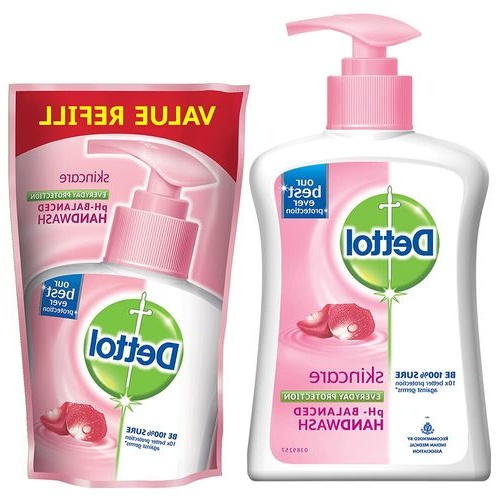 VALUE REFILL
skincare
EVERYDAY PROTECTION
pH-BALANCED
HANDWASH
our
best
ever
protection
Dettol
BE 100% SURE
10x better protection
against germs*
our
best
ever
protection
Dettol
skincare
EVERYDAY PROTECTION
pH-BALANCED
HANDWASH
0389257
BE 100% SURE
10x better protection
against germs*
RECOMMENDED BY
INDIAN MEDICAL
ASSOCIATION